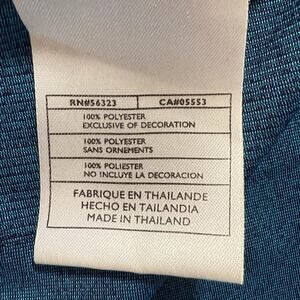 RN#56323 CA#05553
100% POLYESTER
EXCLUSIVE OF DECORATION
100% POLYESTER
SANS ORNEMENTS
100% POLIESTER
NO INCLUYE LA DECORACION
FABRIQUE EN THAILANDE
HECHO EN TAILANDIA
MADE IN THAILAND